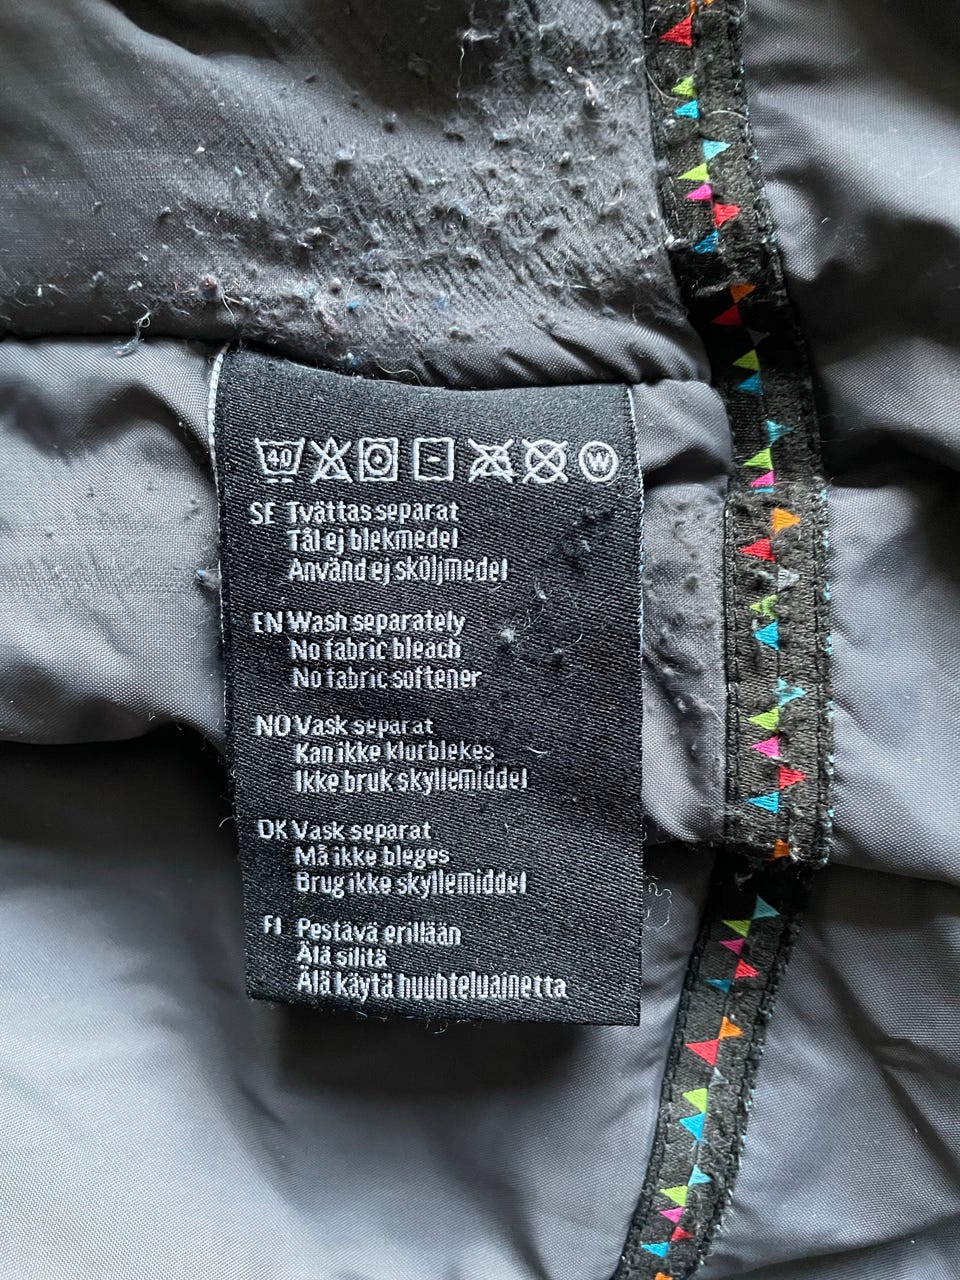 40 W
SE Tvättas separat
Tål ej blekmedel
Använd ej sköljmedel
EN Wash separately
No fabric bleach
No fabric softener
NO Vask separat
Kan ikke klorblekes
Ikke bruk skyllemiddel
DK Vask separat
Må ikke bleges
Brug ikke skyllemiddel
FI Pestävä erillään
Älä silitä
Älä käytä huuhteluainetta